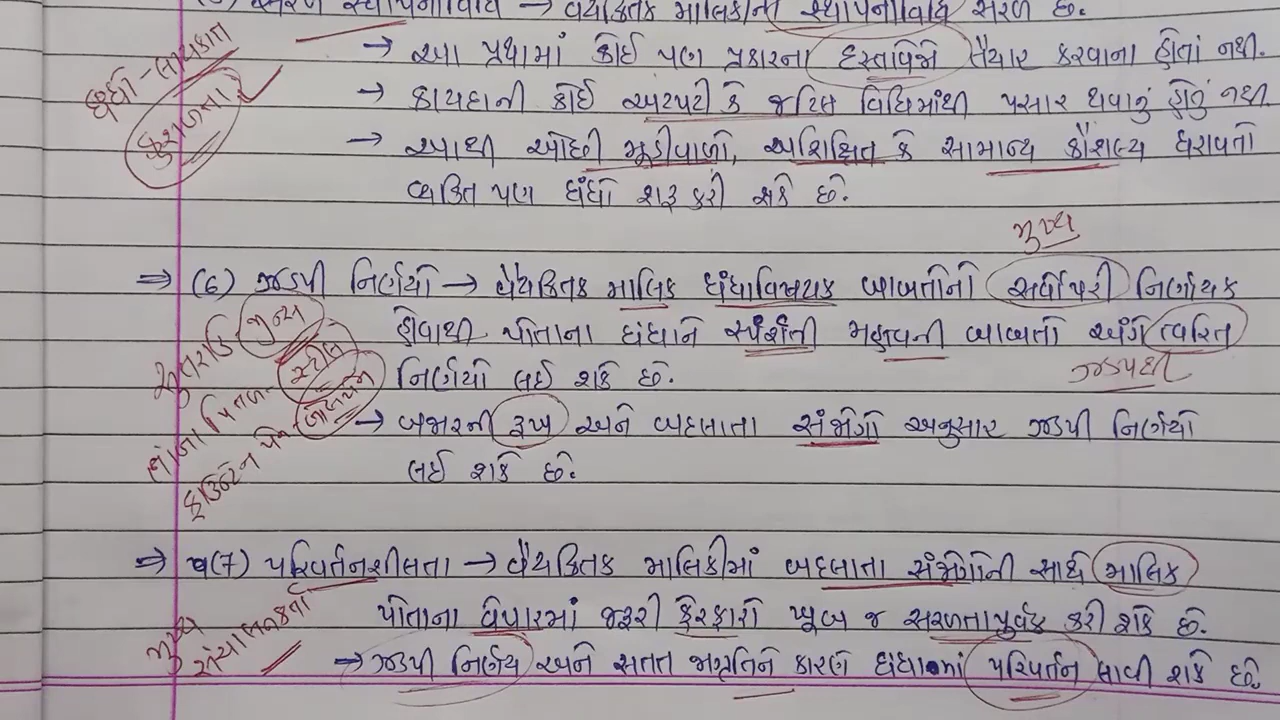 સરળ સ્થાપનાવિધિ → વૈયક્તિક માલિકીની સ્થાપનાવિધિ સરળ છે.
→ આ પ્રથામાં કોઈ પણ પ્રકારના દસ્તાવેજો તૈયાર કરવાના હોતાં નથી.
→ કાયદાની કોઈ અટપટી કે જટિલ વિધિમાંથી પસાર થવાનું હોતું નથી
કુશળતા
→ આથી ઓછી મૂડીવાળો, અશિક્ષિત કે સામાન્ય કૌશલ્ય ધરાવતો
વ્યક્તિ પણ ધંધો શરૂ કરી શકે છે.
મુખ્ય
⇒ (6) ઝડપી નિર્ણયો → વૈયક્તિક માલિક ધંધાવિષયક બાબતોનો સર્વોપરી નિર્ણાયક
હોવાથી પોતાના ધંધાને સ્પર્શતી મહત્વની બાબતો અંગે ત્વરિત
ઝડપથી
નિર્ણયો લઈ શકે છે.
→ બજારની રૂખ અને બદલાતા સંજોગો અનુસાર ઝડપી નિર્ણયો
લઈ શકે છે.
⇒ (7) પરિવર્તનશીલતા → વૈયક્તિક માલિકીમાં બદલાતા સંજોગોની સાથે માલિક
પોતાના વેપારમાં જરૂરી ફેરફારો ખૂબ જ સરળતાપુર્વક કરી શકે છે.
મુખ્ય
સંચાલનકર્તા
→ ઝડપી નિર્ણય અને સતત જાગૃતિને કારણે ધંધામાં પરિવર્તન લાવી શકે છે.